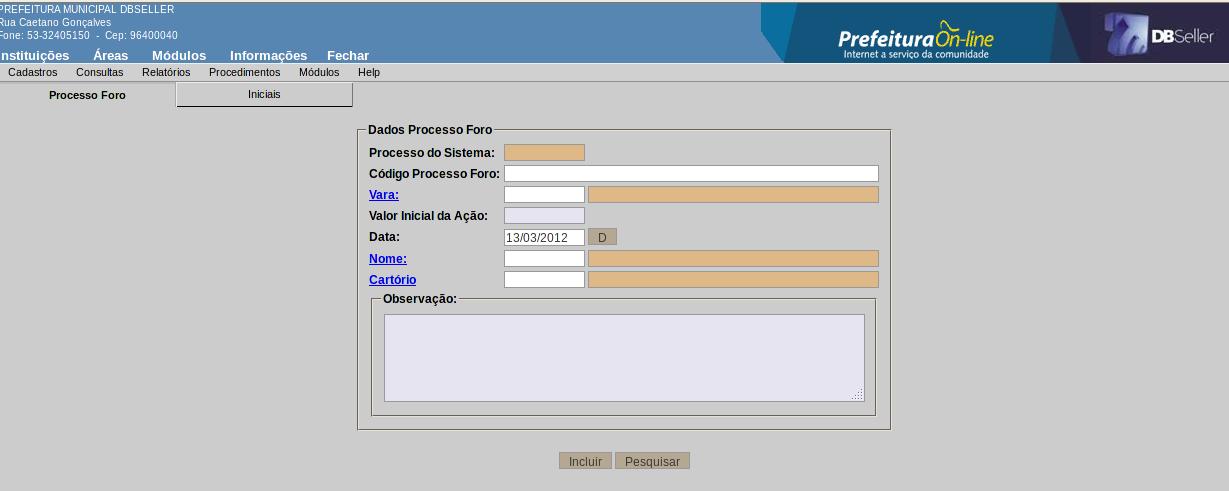 PREFEITURA MUNICIPAL DBSELLER
Rua Caetano Gonçalves
Fone: 53-32405150 - Cep: 96400040
nstituições Áreas Módulos Informações Fechar
PrefeituraOn-line
Internet a serviço da comunidade
DBSeller
Cadastros Consultas Relatórios Procedimentos Módulos Help
Processo Foro Iniciais
Dados Processo Foro
Processo do Sistema:
Código Processo Foro:
Vara:
Valor Inicial da Ação:
Data: 13/03/2012 D
Nome:
Cartório
Observação:
Incluir Pesquisar